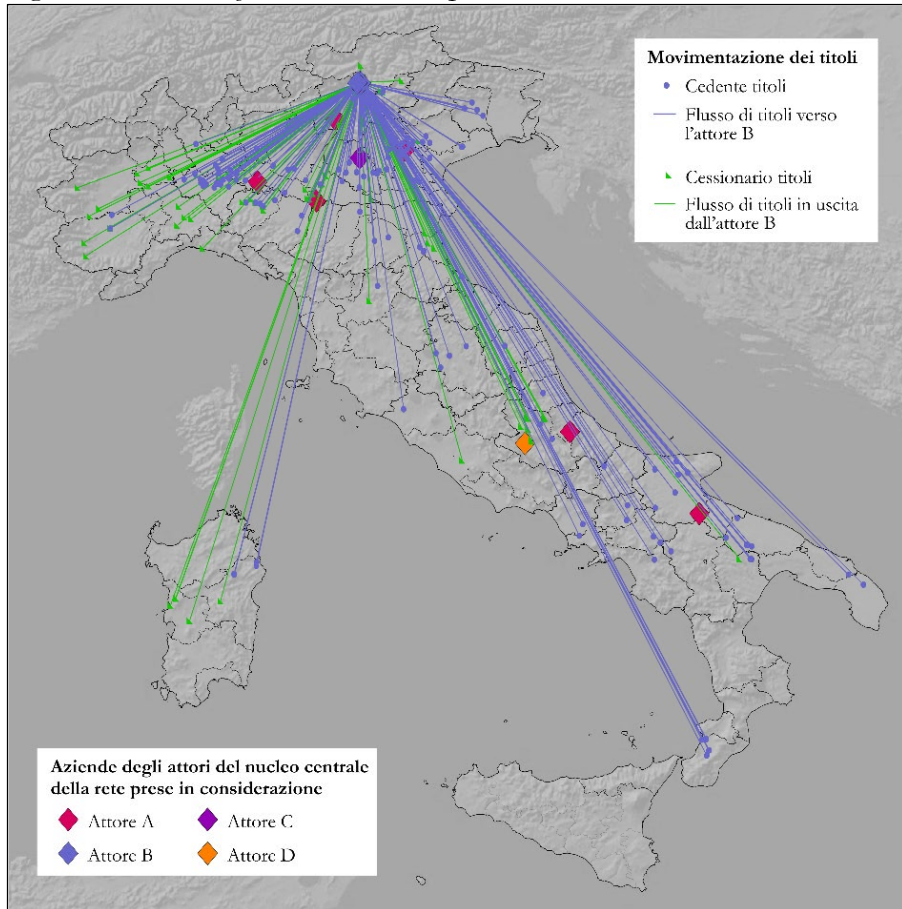 Movimentazione dei titoli
Cedente titoli
Flusso di titoli verso
l'attore B
Cessionario titoli
Flusso di titoli in uscita
dall'attore B
Aziende degli attori del nucleo centrale
della rete prese in considerazione
Attore A
Attore C
Attore B
Attore D